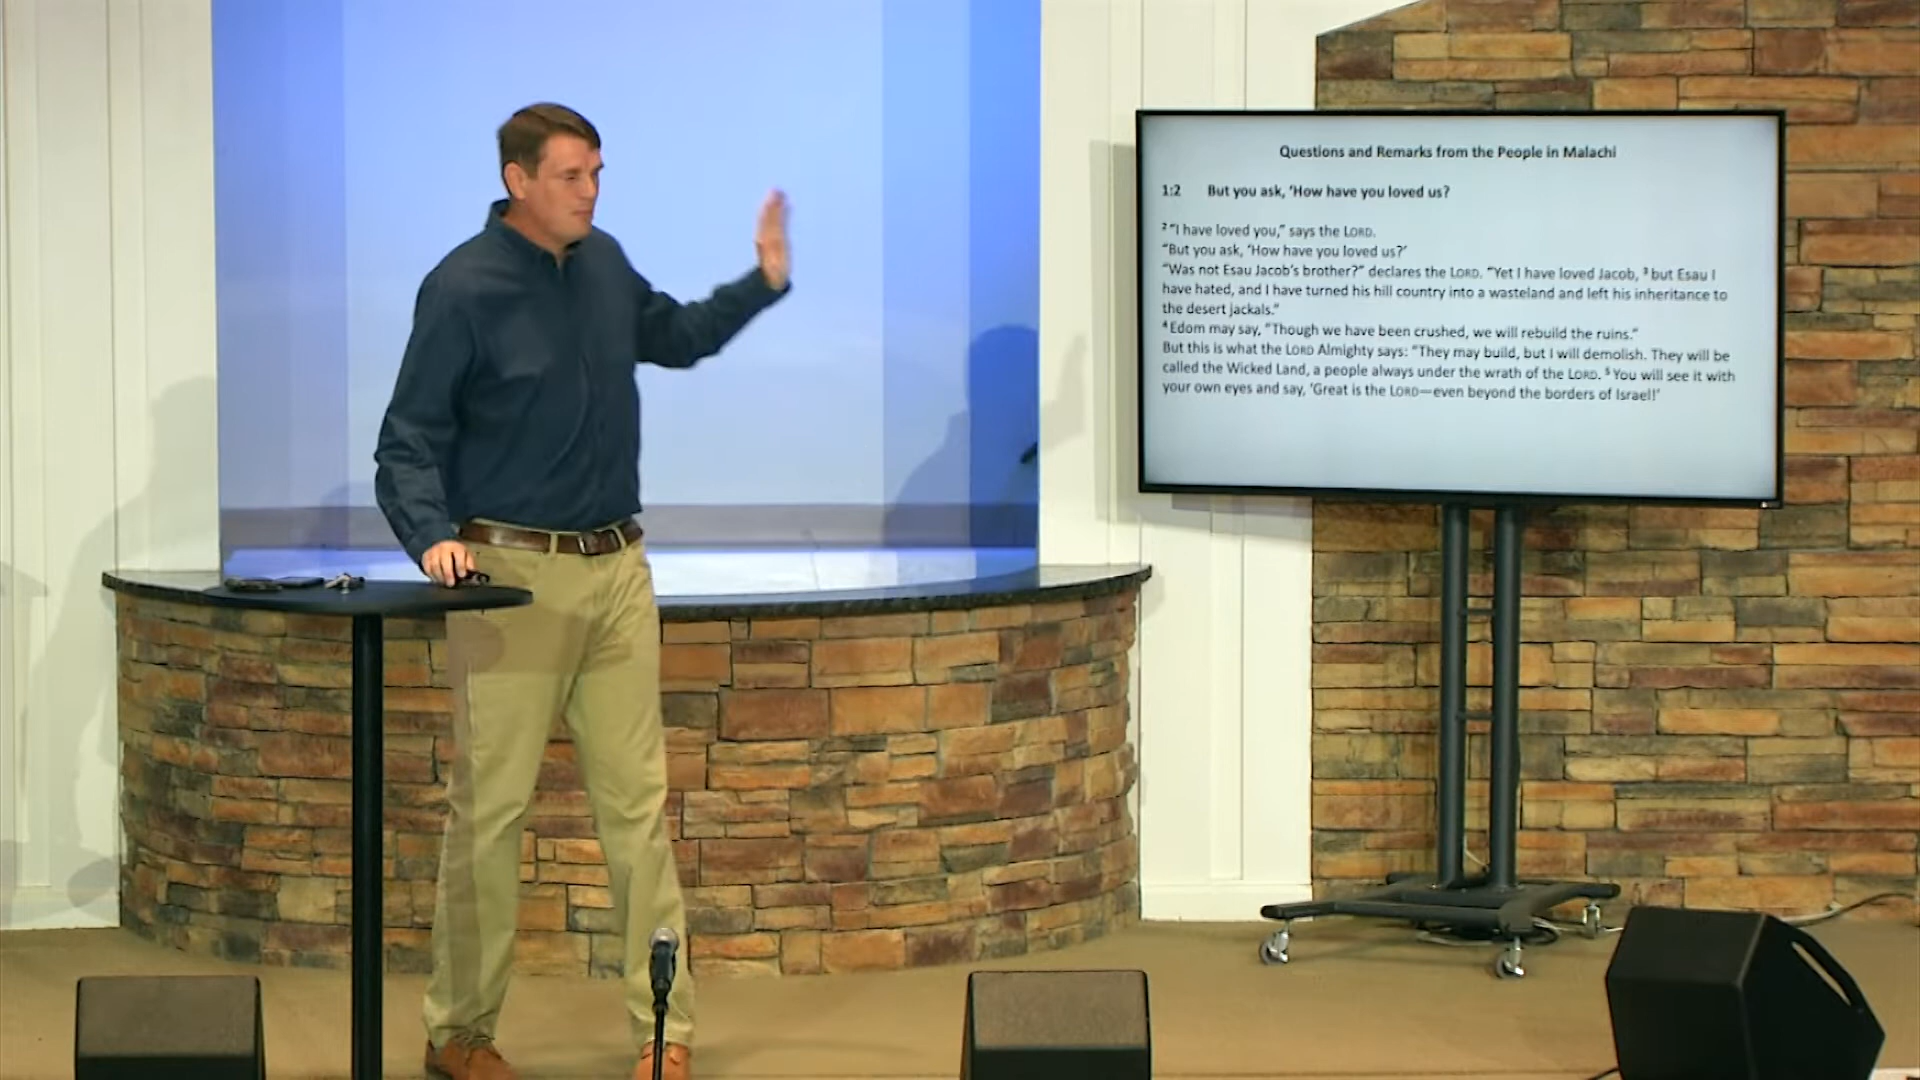 Questions and Remarks from the People in Malachi
1:2 But you ask, ‘How have you loved us?
² “I have loved you,” says the LORD.
“But you ask, ‘How have you loved us?’
“Was not Esau Jacob’s brother?” declares the LORD. “Yet I have loved Jacob, ³ but Esau I
have hated, and I have turned his hill country into a wasteland and left his inheritance to
the desert jackals.”
⁴ Edom may say, “Though we have been crushed, we will rebuild the ruins.”
But this is what the LORD Almighty says: “They may build, but I will demolish. They will be
called the Wicked Land, a people always under the wrath of the LORD. ⁵ You will see it with
your own eyes and say, ‘Great is the LORD—even beyond the borders of Israel!’